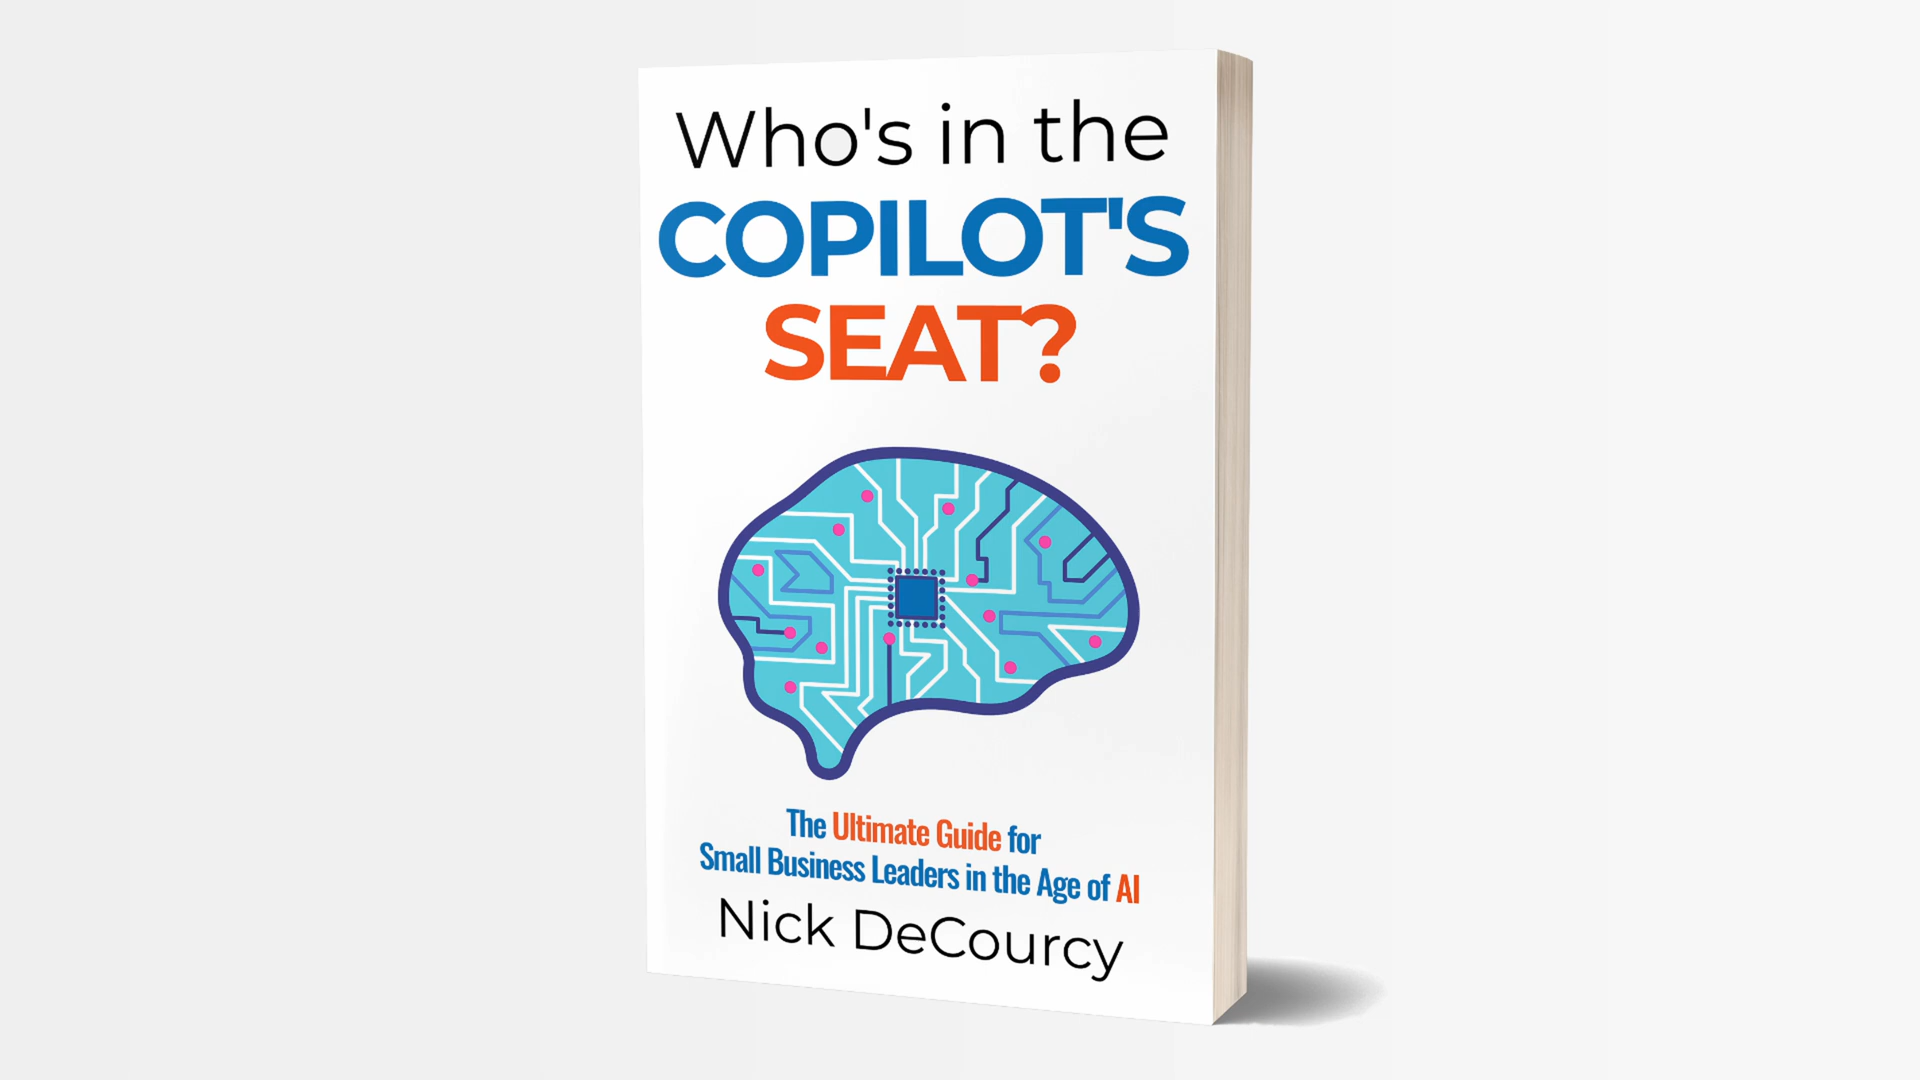 Who's in the
COPILOT'S
SEAT?
The Ultimate Guide for
Small Business Leaders in the Age of AI
Nick DeCourcy